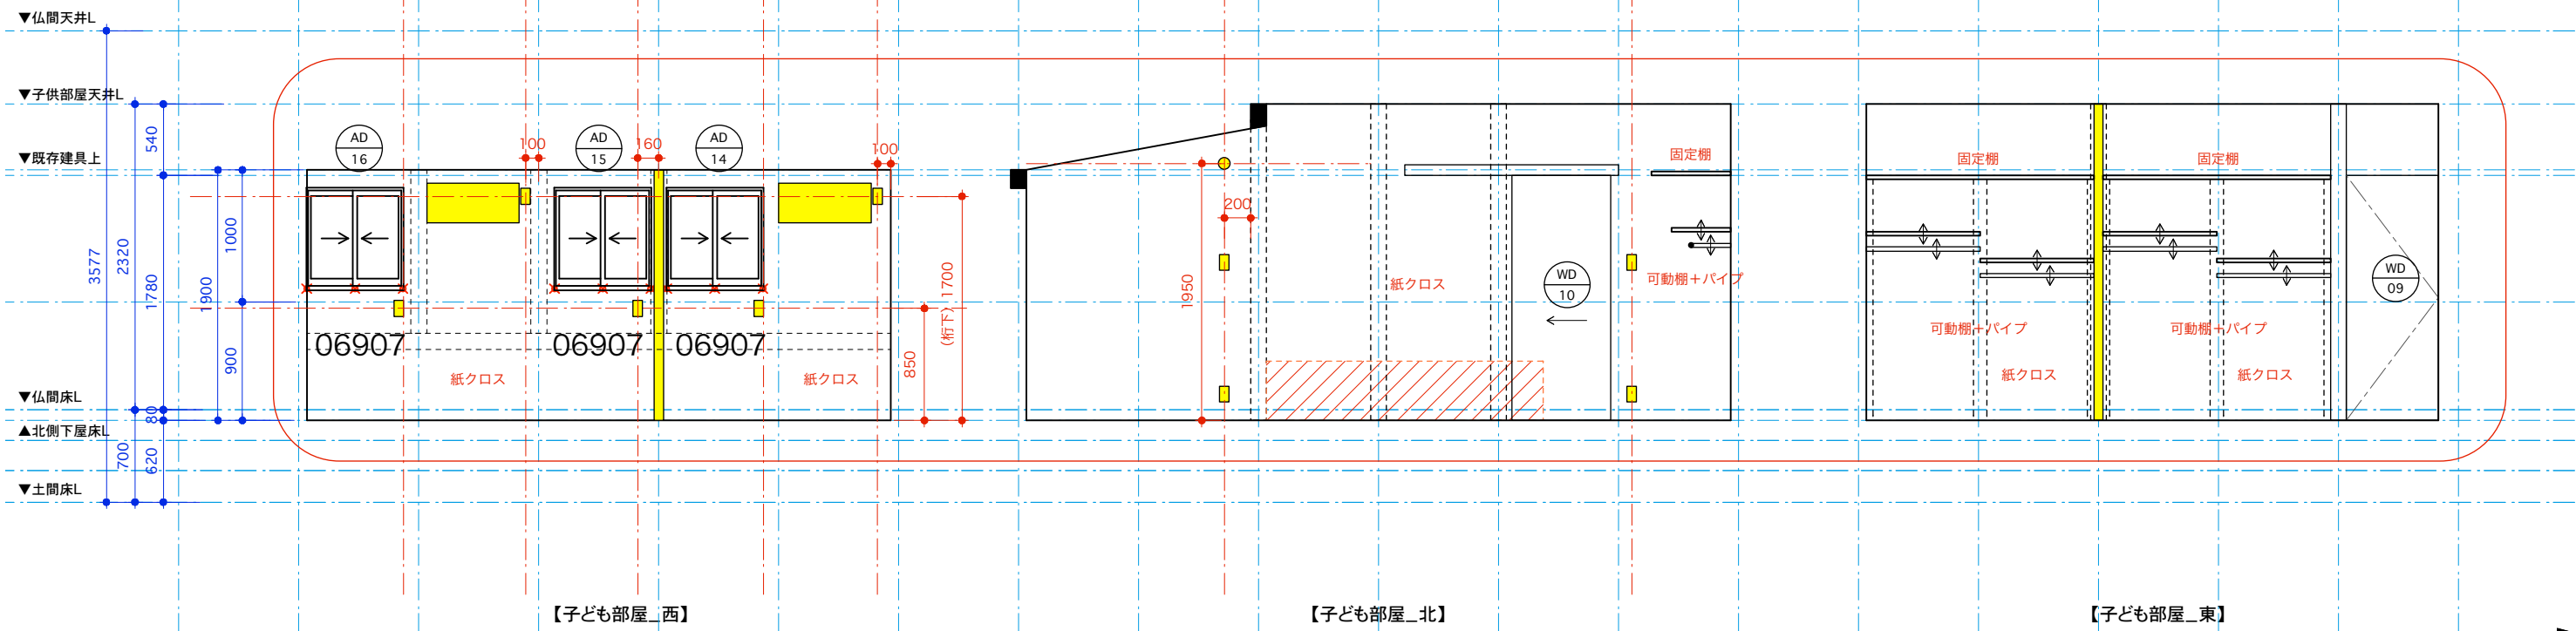 ▼仏間天井L
▼子供部屋天井L
▼既存建具上
▼仏間床L
▲北側下屋床L
▼土間床L
3577
2320
700
540
1780
80
620
1900
1000
900
AD
16
100
AD
15
160
AD
14
100
06907
06907
06907
紙クロス
紙クロス
850
(桁下) 1700
1950
200
紙クロス
WD
10
固定棚
可動棚+パイプ
固定棚
固定棚
可動棚+パイプ
可動棚+パイプ
紙クロス
紙クロス
WD
09
【子ども部屋_西】
【子ども部屋_北】
【子ども部屋_東】